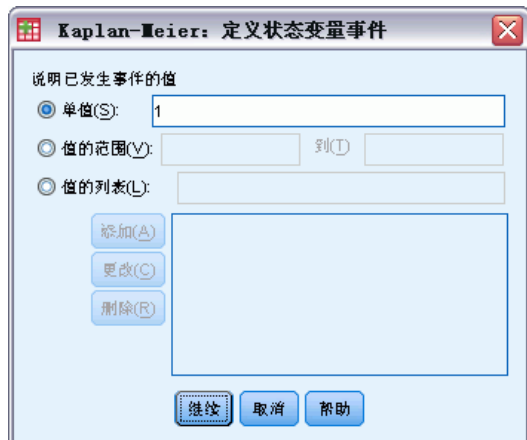 Kaplan-Meier：定义状态变量事件
说明已发生事件的值
单值(S): 1
值的范围(V): 到(T)
值的列表(L):
添加(A)
更改(C)
删除(R)
继续 取消 帮助